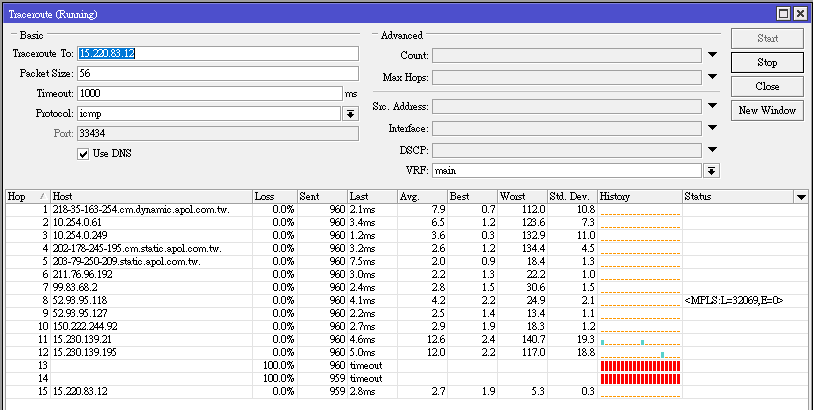 Traceroute (Running)
Basic
Traceroute To: 15.220.83.12
Packet Size: 56
Timeout: 1000 ms
Protocol: icmp
Port: 33434
Use DNS
Advanced
Count:
Max Hops:
Src. Address:
Interface:
DSCP:
VRF: main
Start
Stop
Close
New Window
Hop Host Loss Sent Last Avg. Best Worst Std. Dev. History Status
1 218-35-163-254.cm.dynamic.apol.com.tw. 0.0% 960 2.1ms 7.9 0.7 112.0 10.8
2 10.254.0.61 0.0% 960 3.4ms 6.5 1.2 123.6 7.3
3 10.254.0.249 0.0% 960 1.2ms 3.6 0.3 132.9 11.0
4 202-178-245-195.cm.static.apol.com.tw. 0.0% 960 3.2ms 2.6 1.2 134.4 4.5
5 203-79-250-209.static.apol.com.tw. 0.0% 960 7.5ms 2.0 0.9 18.4 1.3
6 211.76.96.192 0.0% 960 3.0ms 2.2 1.3 22.2 1.0
7 99.83.68.2 0.0% 960 2.4ms 2.8 1.5 30.6 1.5
8 52.93.95.118 0.0% 960 4.1ms 4.2 2.2 24.9 2.1 <MPLS:L=32069,E=0>
9 52.93.95.127 0.0% 960 2.2ms 2.5 1.4 13.4 1.1
10 150.222.244.92 0.0% 960 2.7ms 2.9 1.9 18.3 1.2
11 15.230.139.21 0.0% 960 4.6ms 12.6 2.4 140.7 19.3
12 15.230.139.195 0.0% 960 5.0ms 12.0 2.2 117.0 18.8
13 100.0% 960 timeout
14 100.0% 959 timeout
15 15.220.83.12 0.0% 959 2.8ms 2.7 1.9 5.3 0.3